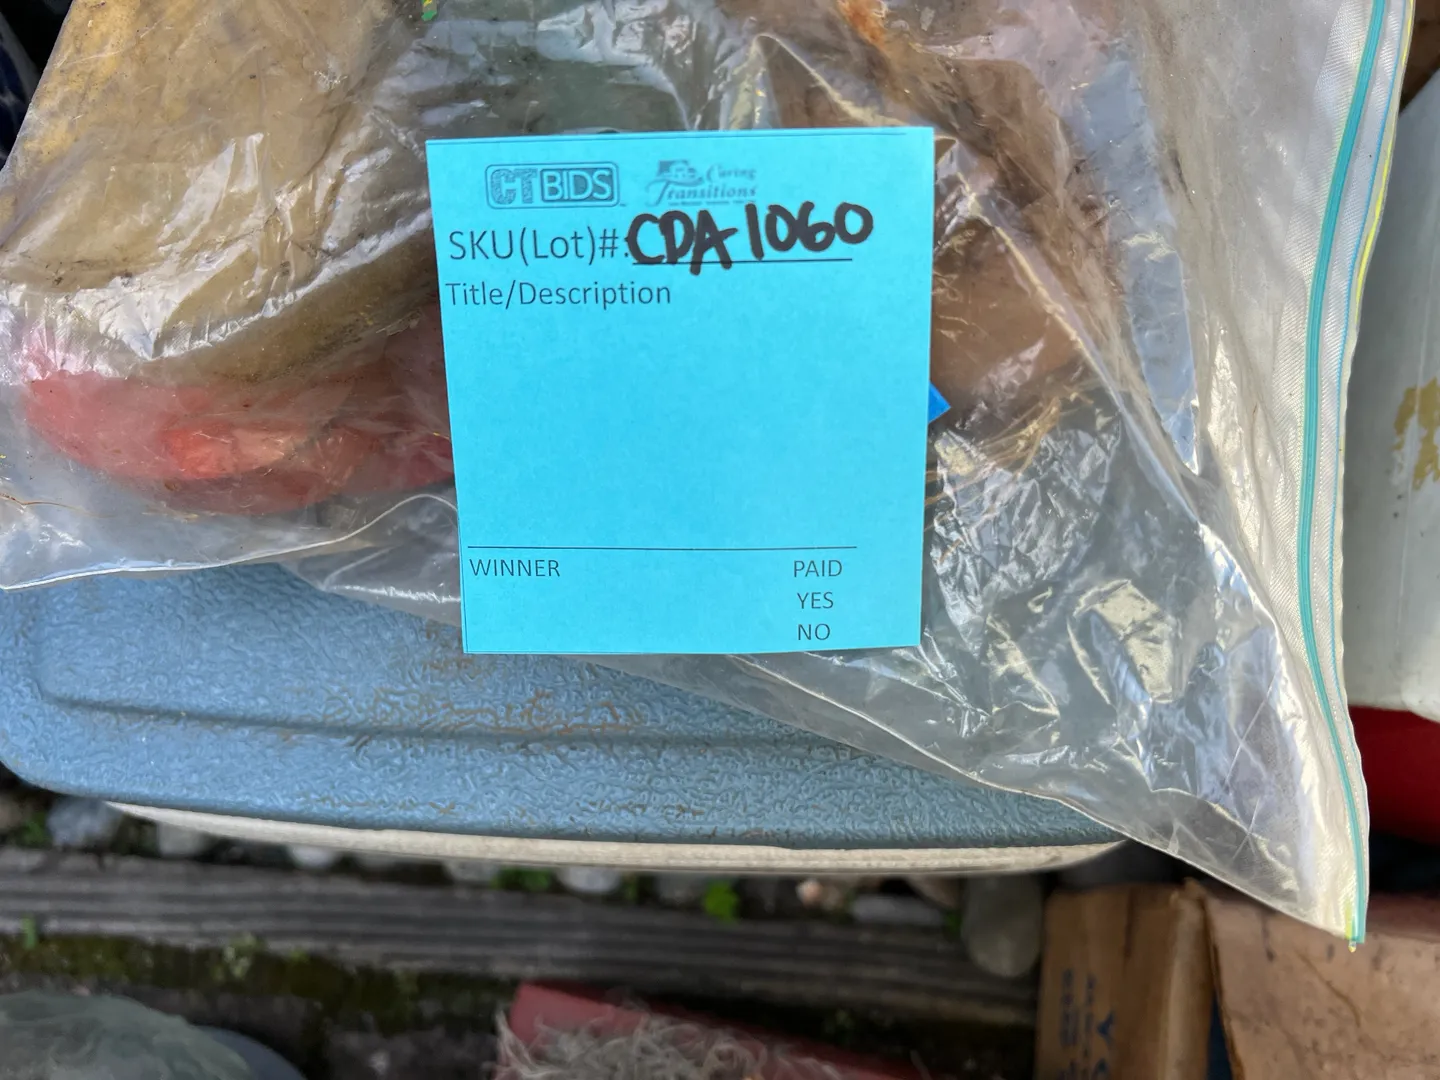 CTBIDS
Caring
Transitions
SKU(Lot)#: CDA1060
Title/Description
WINNER
PAID
YES
NO